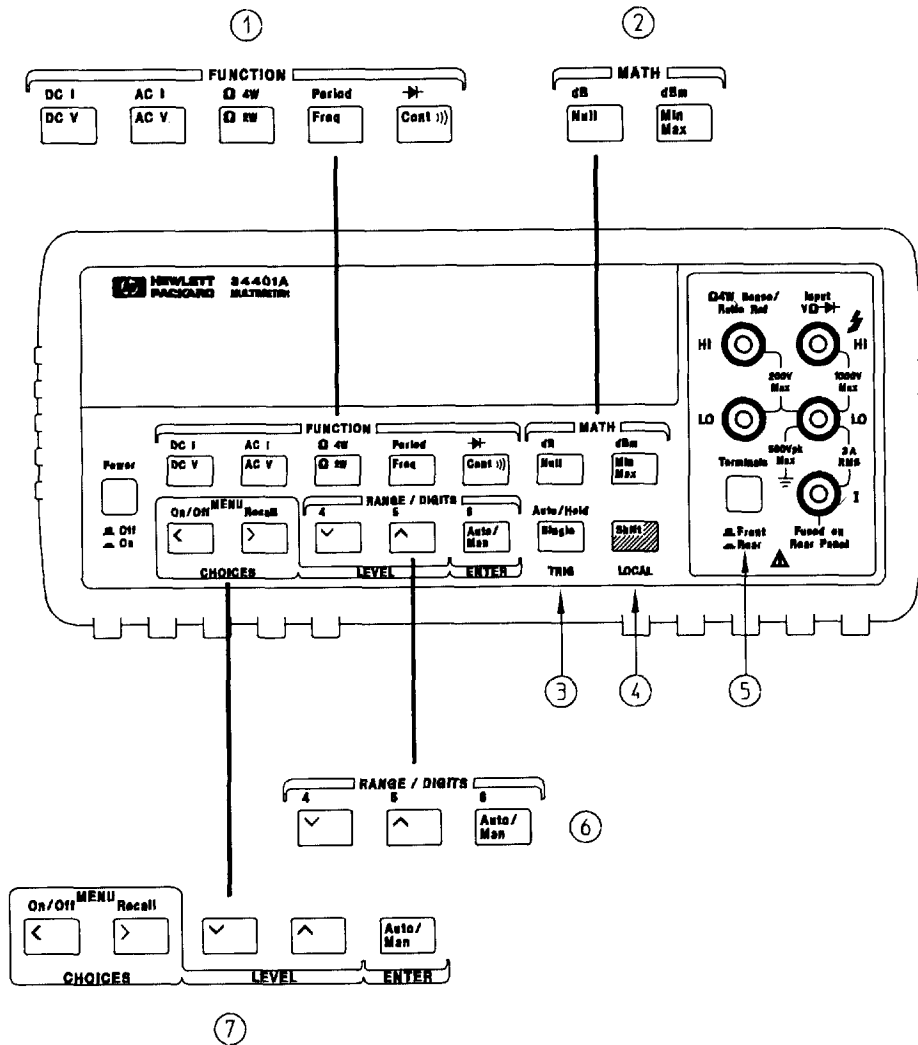 1
2
FUNCTION
MATH
DC I AC I Ω 4W Period
dB dBm
DC V AC V Ω 2W Freq Cont )))
Null Min Max
HEWLETT PACKARD
34401A
MULTIMETER
Ω4W Sense/ Ratio Ref
Input VΩ
HI HI
200V Max
1000V Max
LO LO
500Vpk Max
3A RMS
Terminals
I
Front
Rear
Fused on Rear Panel
Power
Off
On
FUNCTION
MATH
DC I AC I Ω 4W Period
dB dBm
DC V AC V Ω 2W Freq Cont )))
Null Min Max
MENU
On/Off Recall
< >
RANGE / DIGITS
4 5 6
Auto/ Man
Auto/Hold
Single
Shift
CHOICES LEVEL ENTER TRIG LOCAL
3
4
5
RANGE / DIGITS
4 5 6
Auto/ Man
6
MENU
On/Off Recall
< >
Auto/ Man
CHOICES LEVEL ENTER
7